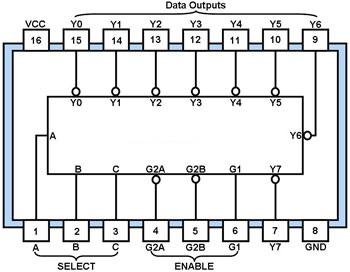 Data Outputs
VCC Y0 Y1 Y2 Y3 Y4 Y5 Y6
16 15 14 13 12 11 10 9
Y0 Y1 Y2 Y3 Y4 Y5
A Y6
B C G2A G2B G1 Y7
1 2 3 4 5 6 7 8
A B C G2A G2B G1 Y7 GND
SELECT ENABLE